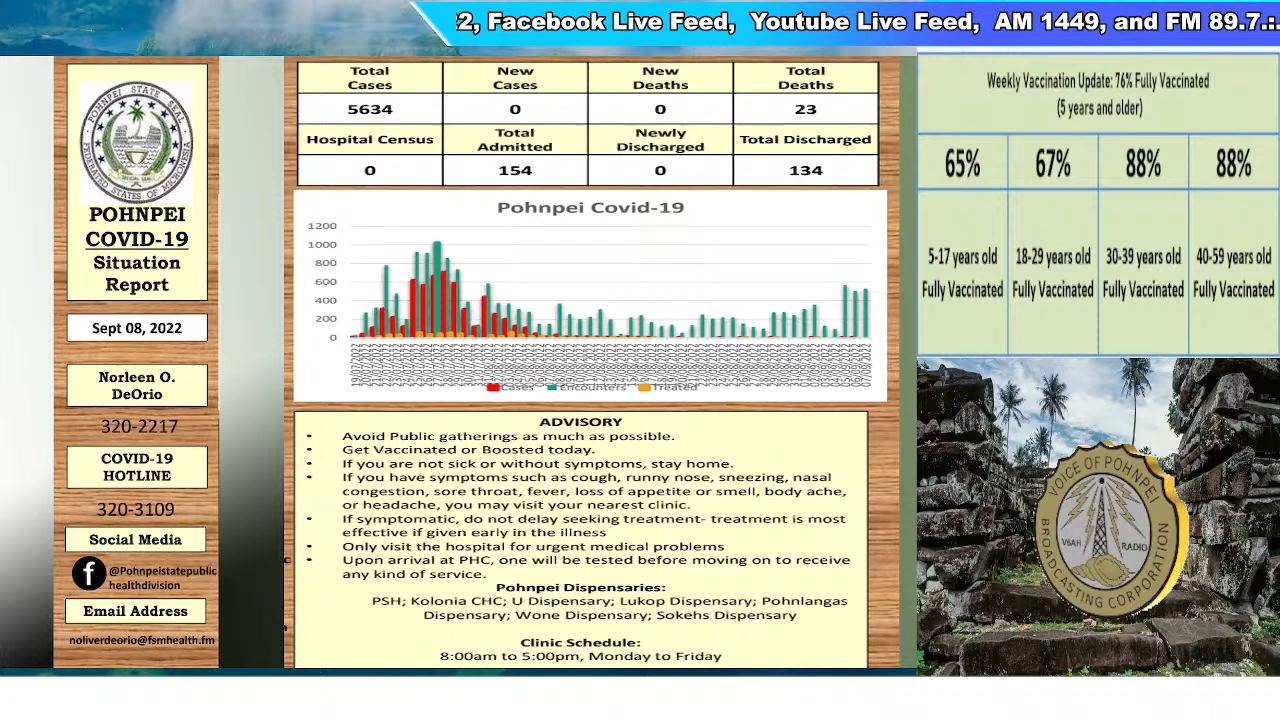 2, Facebook Live Feed, Youtube Live Feed, AM 1449, and FM 89.7.:
POHNPEI STATE SEAL
FEDERATED STATES OF MICRONESIA
POHNPEI
COVID-19
Situation
Report
Sept 08, 2022
Norleen O.
DeOrio
320-2217
COVID-19
HOTLINE
320-3109
Social Media
f @Pohnpeistatepublic
healthdivision
Email Address
noliverdeorio@fsmhealth.fm
Total Cases New Cases New Deaths Total Deaths
5634 0 0 23
Hospital Census Total Admitted Newly Discharged Total Discharged
0 154 0 134
Pohnpei Covid-19
1200
1000
800
600
400
200
0
Cases Encounters Treated
ADVISORY
• Avoid Public gatherings as much as possible.
• Get Vaccinated or Boosted today.
• If you are not sick or without symptoms, stay home.
• If you have symptoms such as cough, runny nose, sneezing, nasal
congestion, sore throat, fever, loss of appetite or smell, body ache,
or headache, you may visit your nearest clinic.
• If symptomatic, do not delay seeking treatment- treatment is most
effective if given early in the illness
• Only visit the hospital for urgent medical problems
• Upon arrival at PHC, one will be tested before moving on to receive
any kind of service.
Pohnpei Dispensaries:
PSH; Kolonia CHC; U Dispensary; Lukop Dispensary; Pohnlangas
Dispensary; Wone Dispensary; Sokehs Dispensary
Clinic Schedule:
8:00am to 5:00pm, Monday to Friday
Weekly Vaccination Update: 76% Fully Vaccinated
(5 years and older)
65% 67% 88% 88%
5-17 years old 18-29 years old 30-39 years old 40-59 years old
Fully Vaccinated Fully Vaccinated Fully Vaccinated Fully Vaccinated
VOICE OF POHNPEI
V6AH RADIO
BROADCASTING CORPORATION